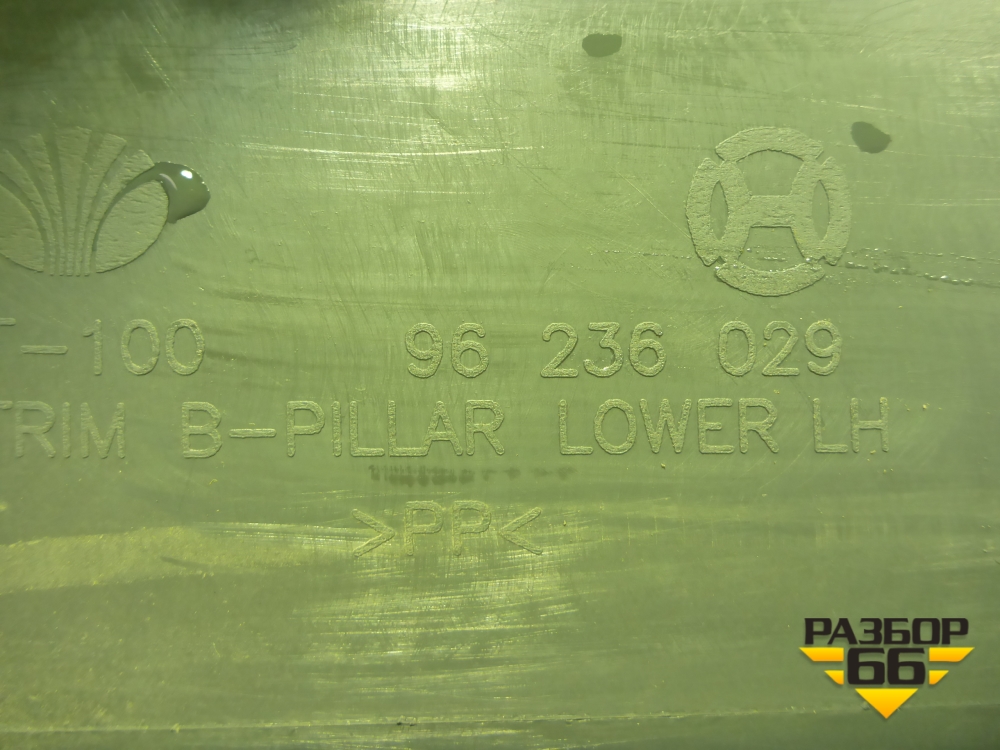 -100 96 236 029
TRIM B-PILLAR LOWER LH
>PP<
РАЗБОР
66